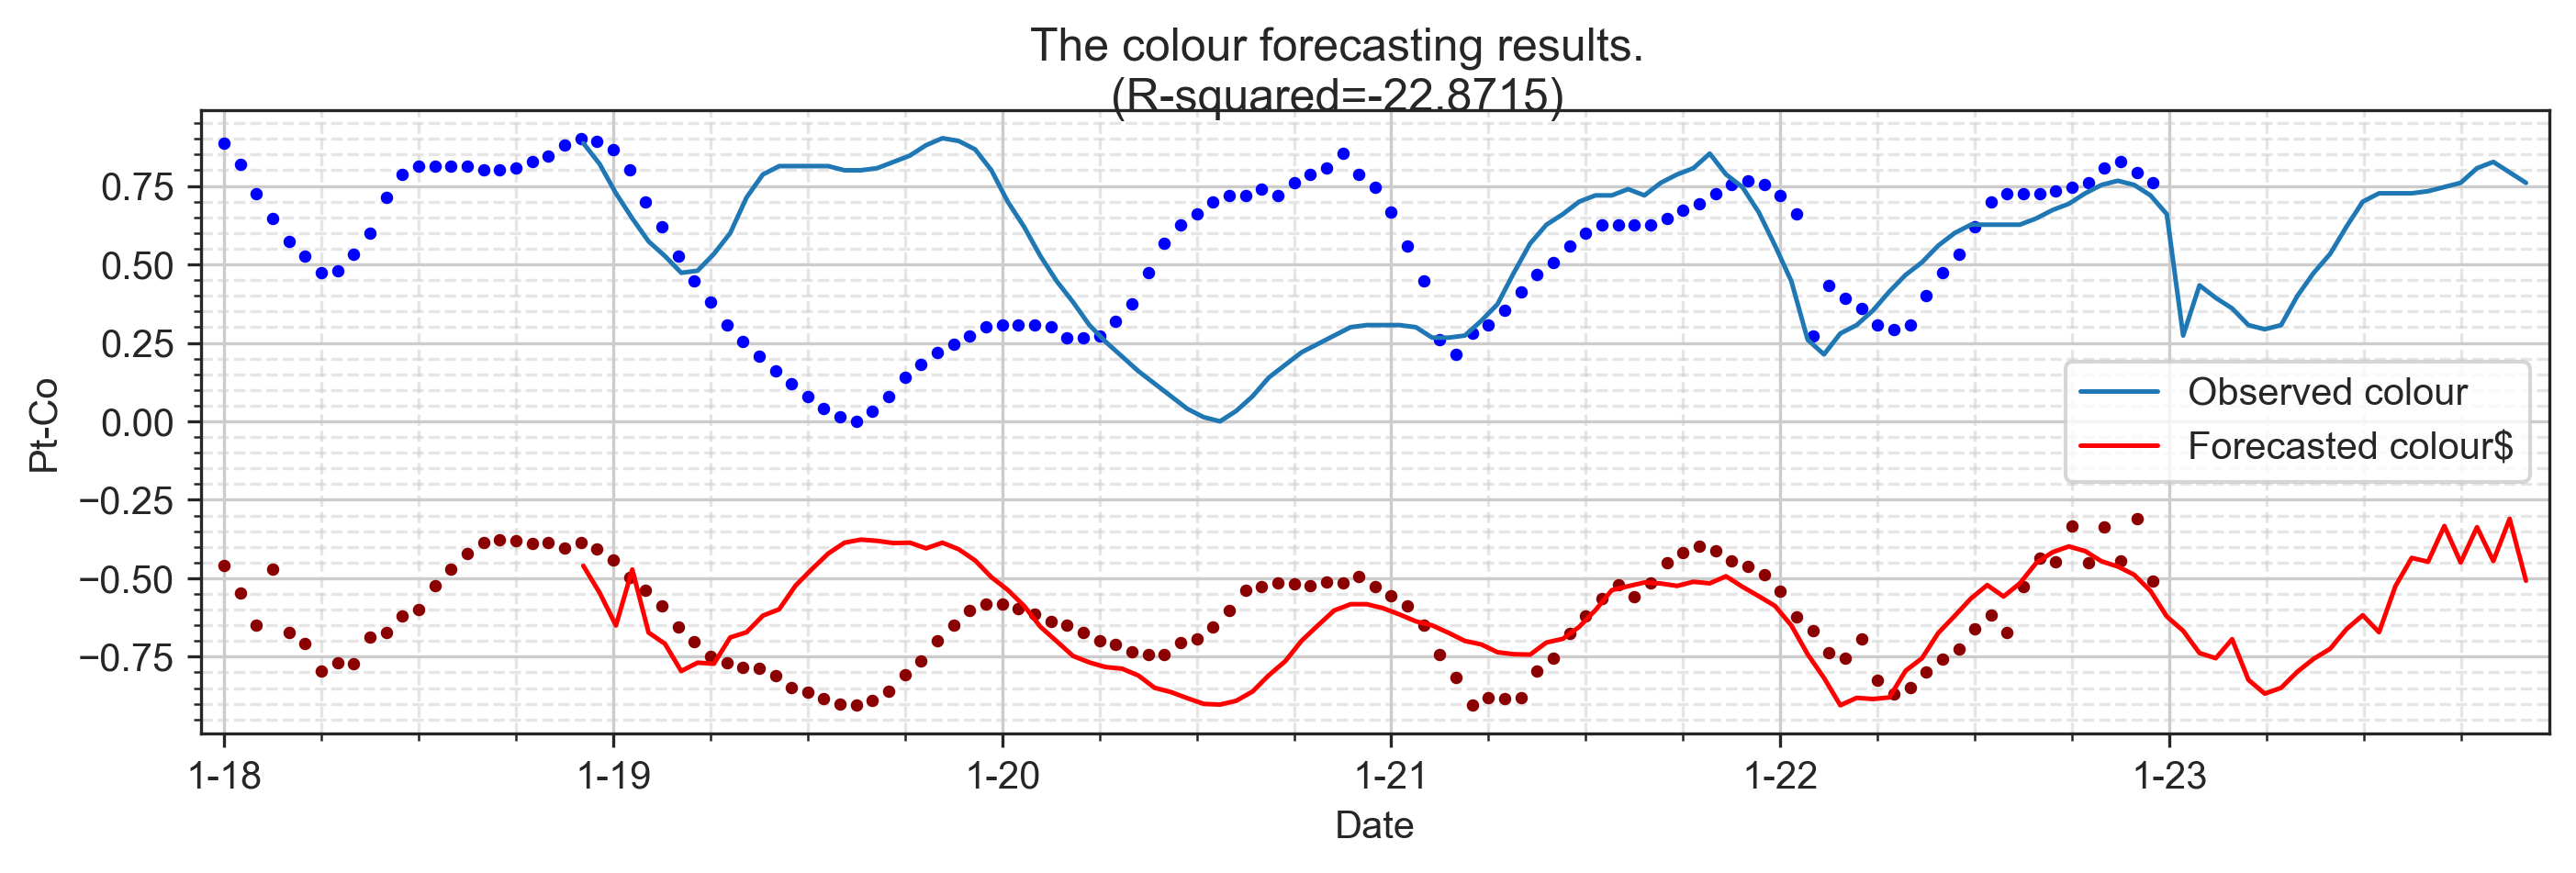 The colour forecasting results.
(R-squared=-22.8715)
Pt-Co
0.75
0.50
0.25
0.00
−0.25
−0.50
−0.75
Observed colour
Forecasted colour$
1-18 1-19 1-20 1-21 1-22 1-23
Date